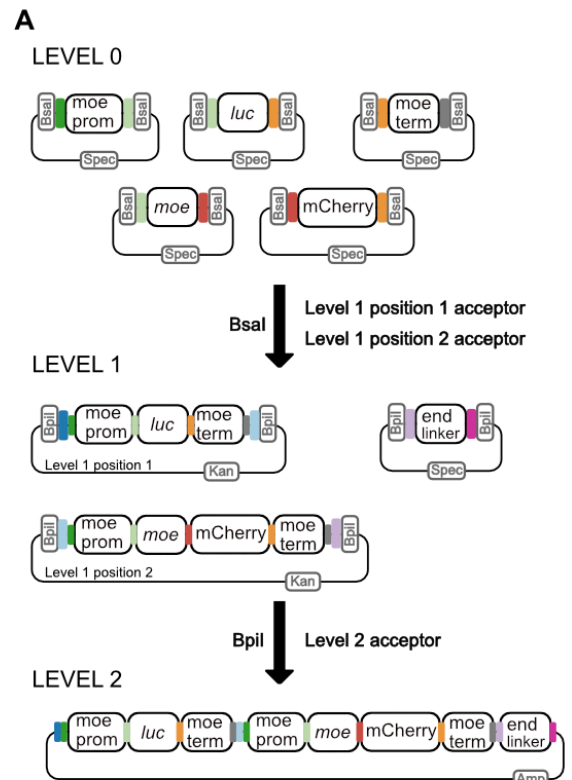 A
LEVEL 0
BsaI
moe
prom
BsaI
Spec
BsaI
luc
BsaI
Spec
BsaI
moe
term
BsaI
Spec
BsaI
moe
BsaI
Spec
BsaI
mCherry
BsaI
Spec
BsaI
Level 1 position 1 acceptor
Level 1 position 2 acceptor
LEVEL 1
BpiI
moe
prom
luc
moe
term
BpiI
Level 1 position 1
Kan
BpiI
end
linker
BpiI
Spec
BpiI
moe
prom
moe
mCherry
moe
term
BpiI
Level 1 position 2
Kan
BpiI
Level 2 acceptor
LEVEL 2
moe
prom
luc
moe
term
moe
prom
moe
mCherry
moe
term
end
linker
Amp